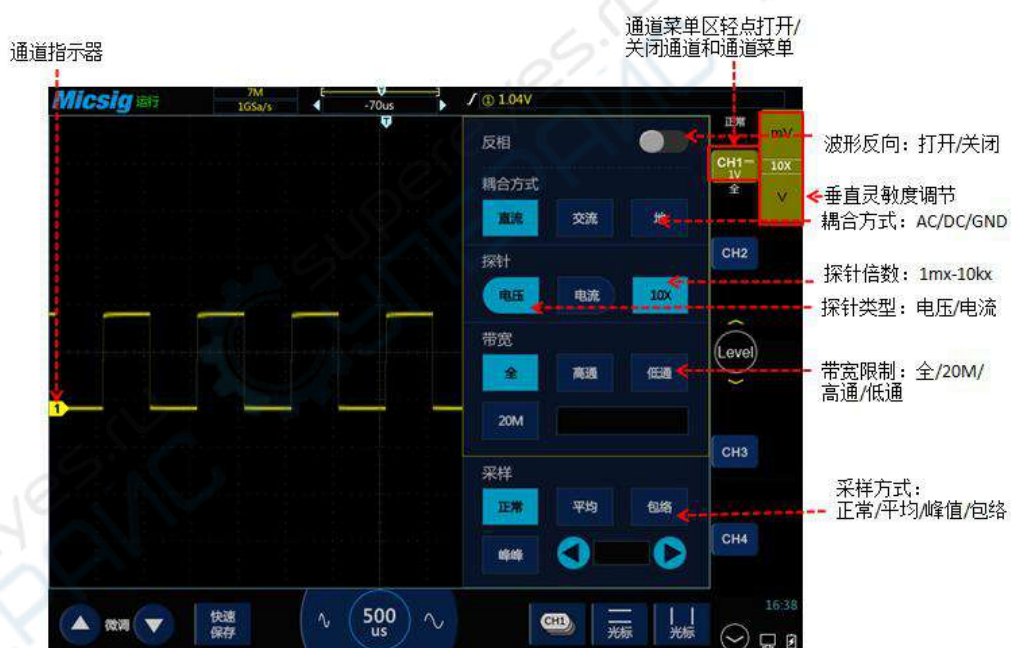 通道指示器
通道菜单区轻点打开/
关闭通道和通道菜单
Micsig 运行
7M
1GSa/s
-70us
T
① 1.04V
正常
mV
10X
V
CH1
1V
全
反相
耦合方式
直流 交流 地
探针
电压 电流 10X
带宽
全 高通 低通
20M
采样
正常 平均 包络
峰峰
CH2
Level
CH3
CH4
波形反向：打开/关闭
垂直灵敏度调节
耦合方式：AC/DC/GND
探针倍数：1mx-10kx
探针类型：电压/电流
带宽限制：全/20M/
高通/低通
采样方式：
正常/平均/峰值/包络
1
微调
快速
保存
500
us
CH1
光标
光标
16:38